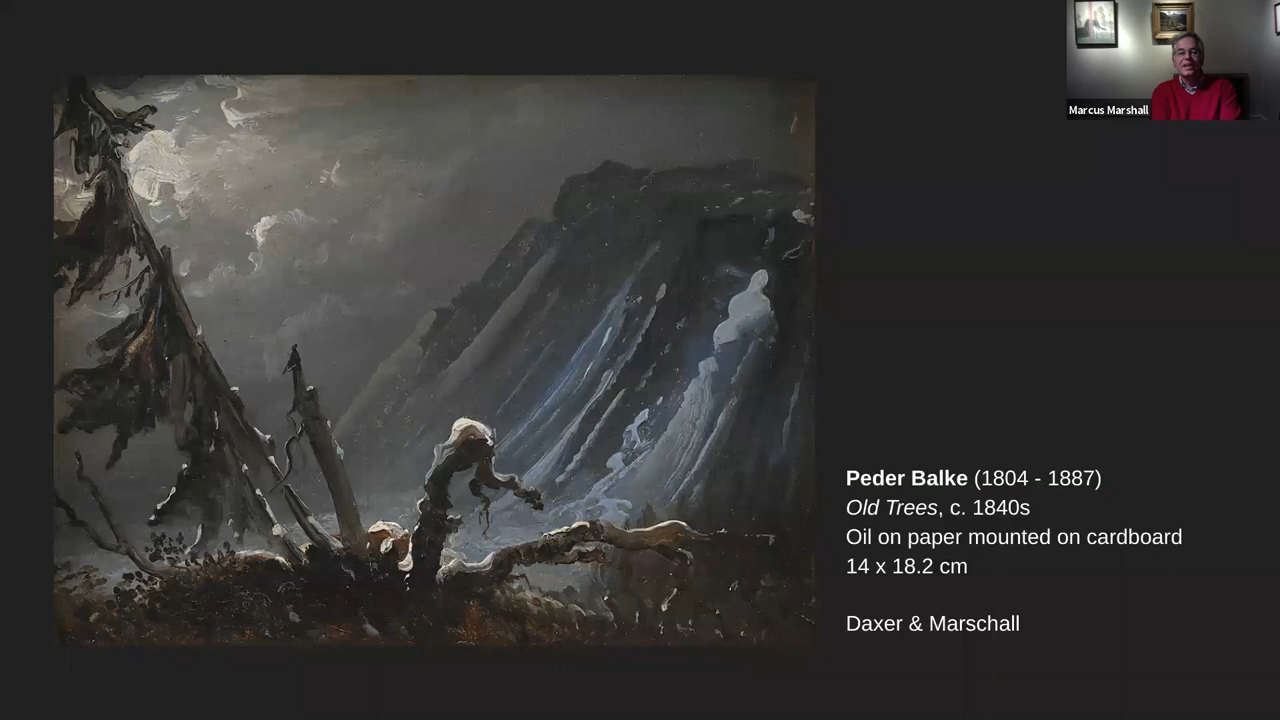 Marcus Marshall
Peder Balke (1804 - 1887)
Old Trees, c. 1840s
Oil on paper mounted on cardboard
14 x 18.2 cm
Daxer & Marschall